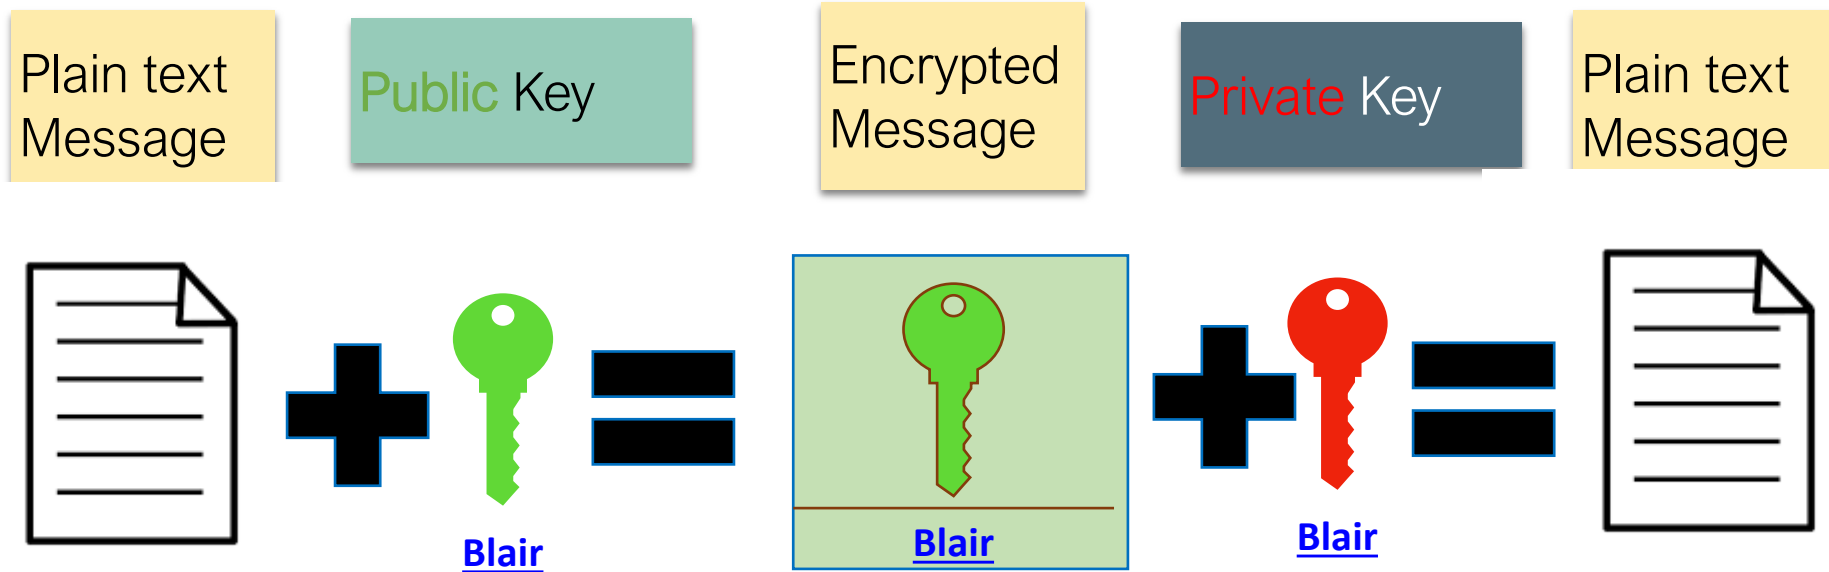 Plain text
Message
Public Key
Encrypted
Message
Private Key
Plain text
Message
Blair
Blair
Blair